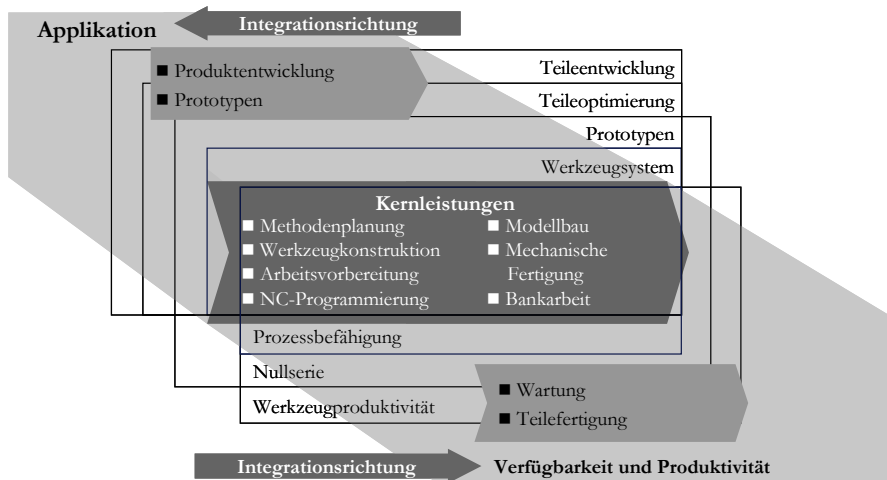 Integrationsrichtung
Applikation
■ Produktentwicklung
■ Prototypen
Teileentwicklung
Teileoptimierung
Prototypen
Werkzeugsystem
Kernleistungen
■ Methodenplanung
■ Werkzeugkonstruktion
■ Arbeitsvorbereitung
■ NC-Programmierung
■ Modellbau
■ Mechanische
Fertigung
■ Bankarbeit
Prozessbefähigung
Nullserie
Werkzeugproduktivität
■ Wartung
■ Teilefertigung
Integrationsrichtung
Verfügbarkeit und Produktivität